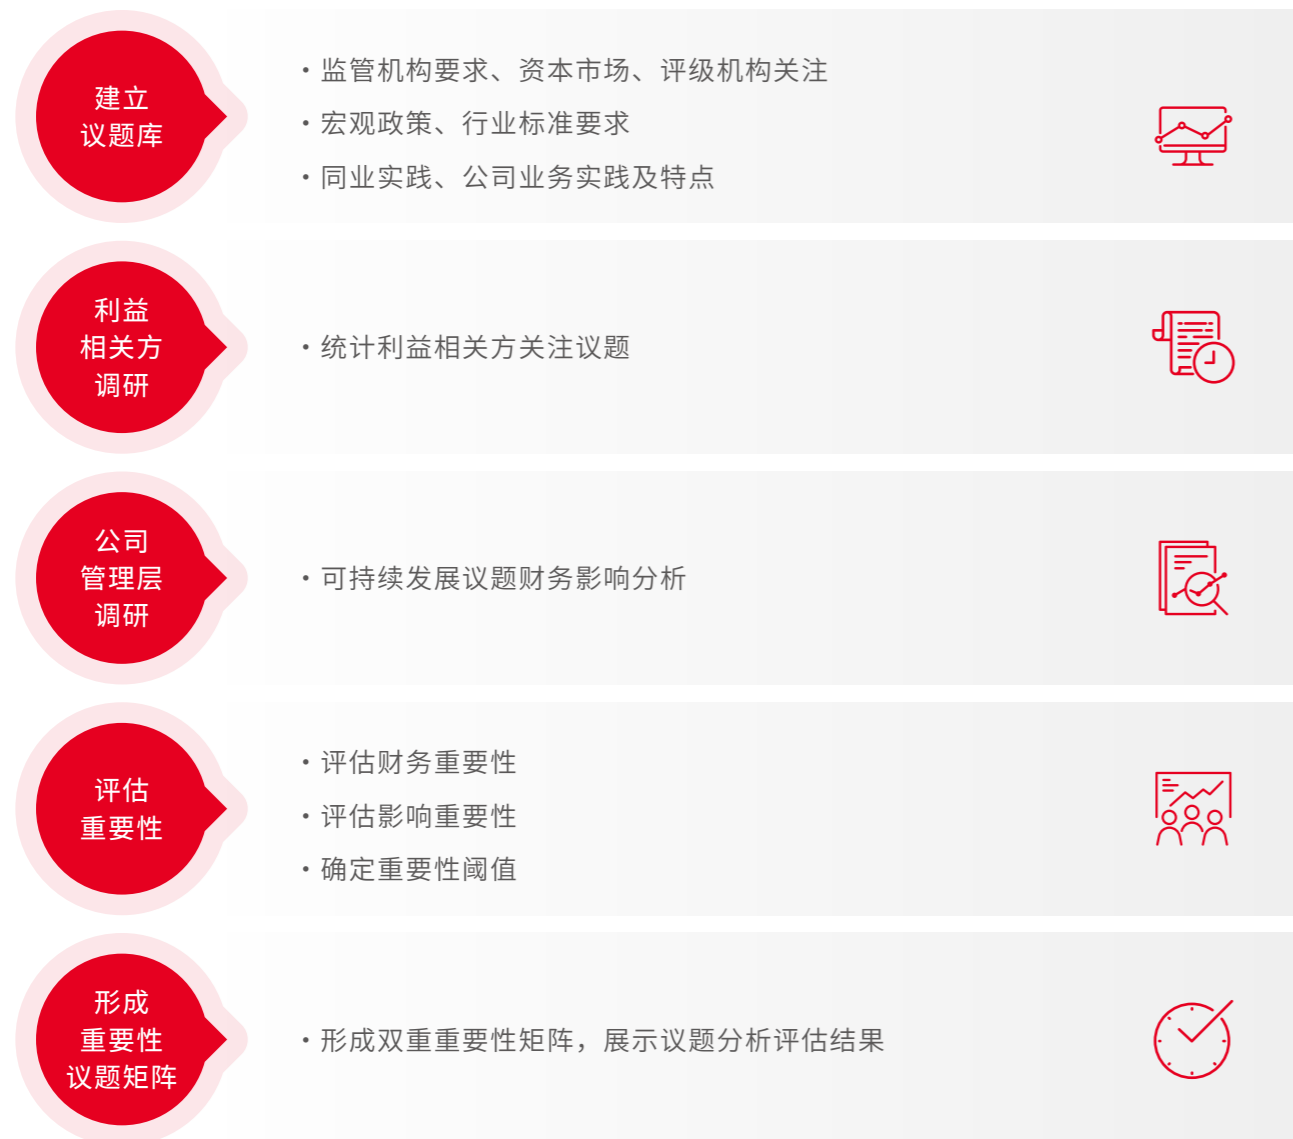 建立
议题库
·监管机构要求、资本市场、评级机构关注
·宏观政策、行业标准要求
·同业实践、公司业务实践及特点
利益
相关方
调研
·统计利益相关方关注议题
公司
管理层
调研
·可持续发展议题财务影响分析
评估
重要性
·评估财务重要性
·评估影响重要性
·确定重要性阈值
形成
重要性
议题矩阵
·形成双重重要性矩阵，展示议题分析评估结果